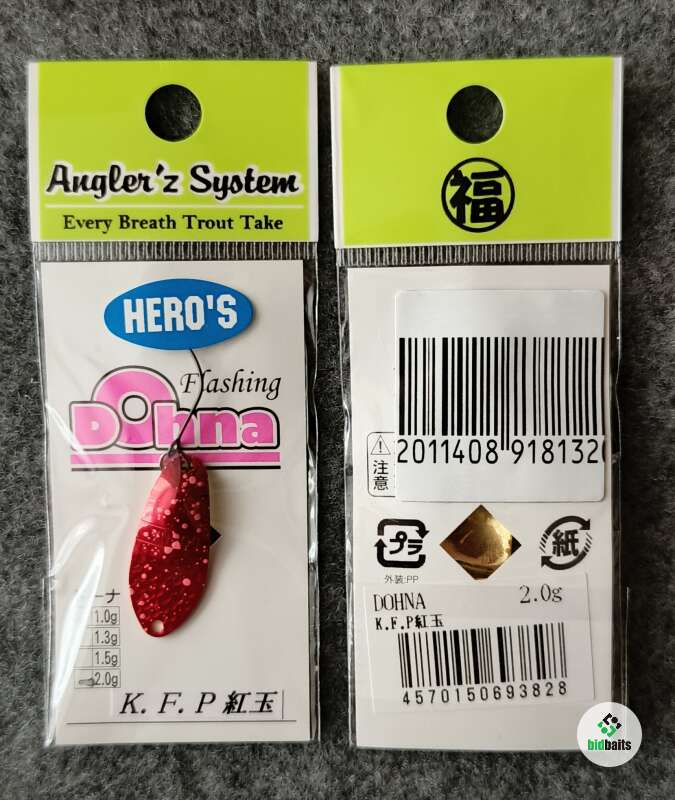 Angler'z System
Every Breath Trout Take
HERO'S
Flashing
Dohna
ーナ
1.0g
1.3g
1.5g
2.0g
K. F. P 紅玉
福
2011408 918132
注意
プラ
紙
外装:PP
DOHNA 2.0g
K.F.P紅玉
4570150693828
bidbaits